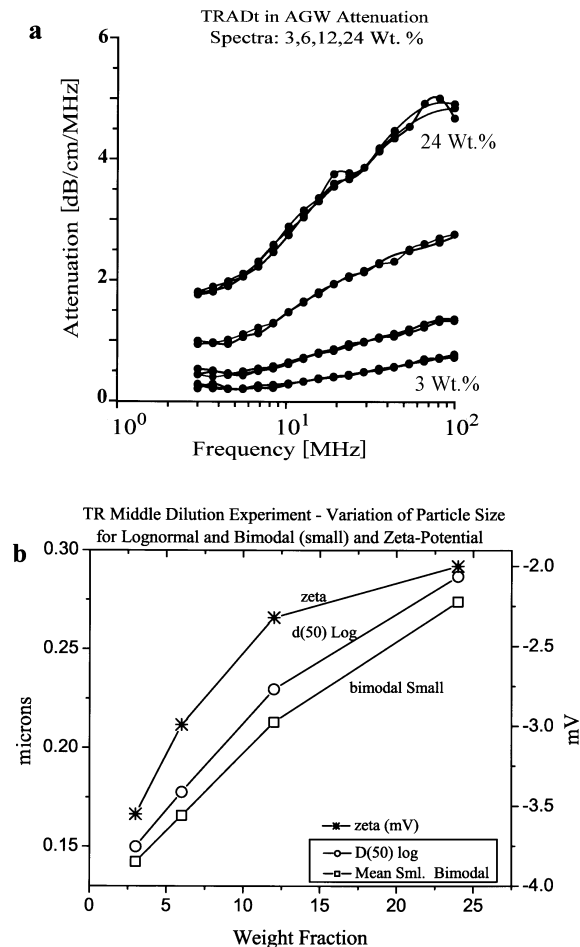 a
TRADt in AGW Attenuation
Spectra: 3,6,12,24 Wt. %
6
4
2
0
Attenuation [dB/cm/MHz]
24 Wt.%
3 Wt.%
10^0
10^1
10^2
Frequency [MHz]
TR Middle Dilution Experiment - Variation of Particle Size
for Lognormal and Bimodal (small) and Zeta-Potential
b
0.30
0.25
0.20
0.15
microns
zeta
d(50) Log
bimodal Small
-2.0
-2.5
-3.0
-3.5
-4.0
mV
zeta (mV)
D(50) log
Mean Sml. Bimodal
0 5 10 15 20 25
Weight Fraction